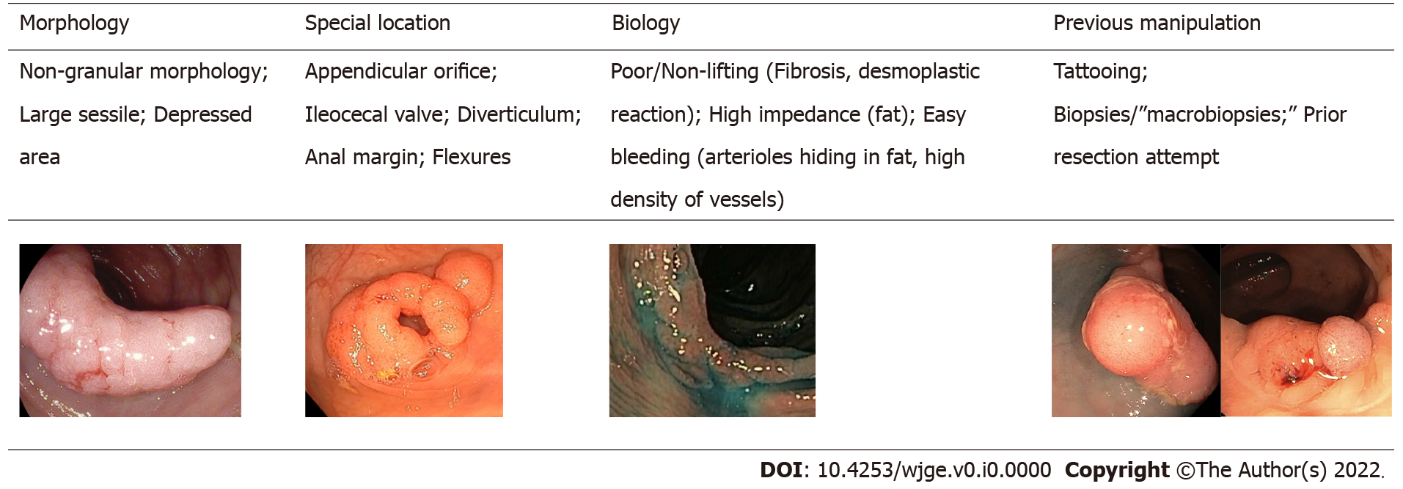 Morphology
Special location
Biology
Previous manipulation
Non-granular morphology;
Large sessile; Depressed
area
Appendicular orifice;
Ileocecal valve; Diverticulum;
Anal margin; Flexures
Poor/Non-lifting (Fibrosis, desmoplastic
reaction); High impedance (fat); Easy
bleeding (arterioles hiding in fat, high
density of vessels)
Tattooing;
Biopsies/”macrobiopsies;” Prior
resection attempt
DOI: 10.4253/wjge.v0.i0.0000 Copyright ©The Author(s) 2022.